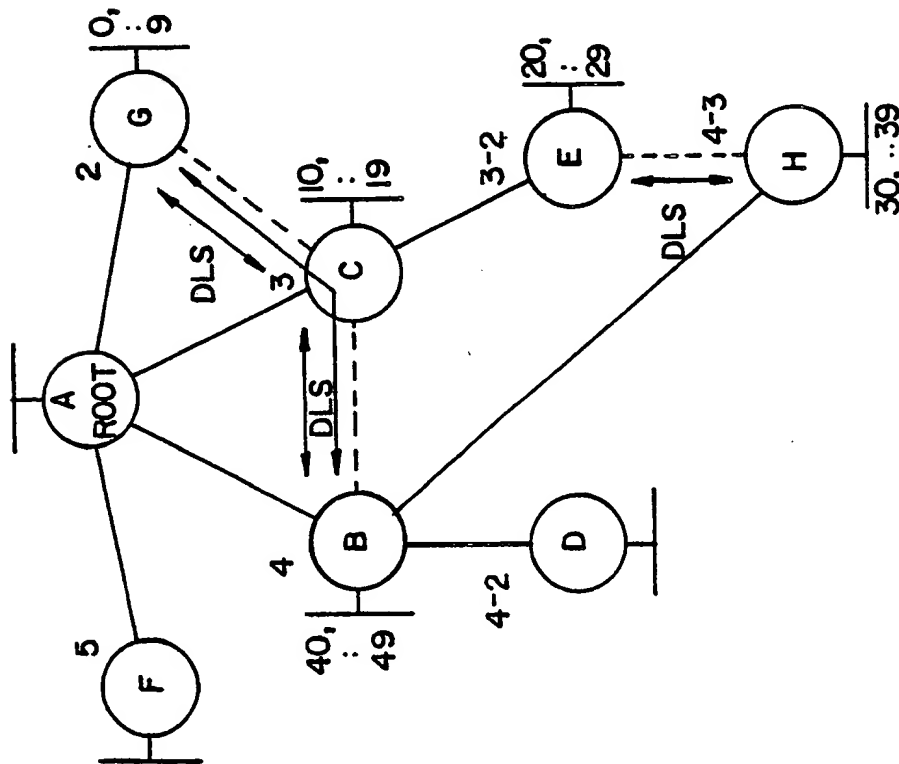 A
ROOT
5
F
2
G
0,
:
9
DLS
4
3
40,
:
49
B
DLS
C
10,
:
19
4-2
D
3-2
E
20,
:
29
DLS
4-3
H
30, ::39